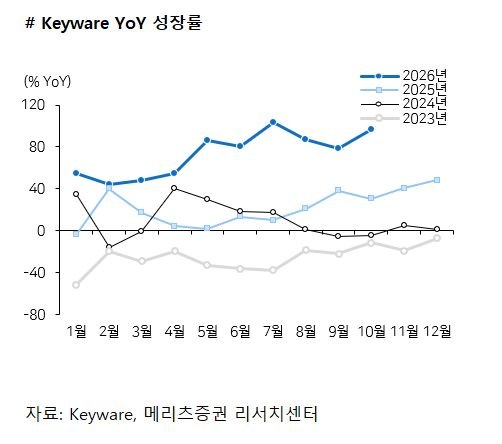 # Keyware YoY 성장률
(% YoY)
2026년
2025년
2024년
2023년
120
80
40
0
-40
-80
1월 2월 3월 4월 5월 6월 7월 8월 9월 10월 11월 12월
자료: Keyware, 메리츠증권 리서치센터